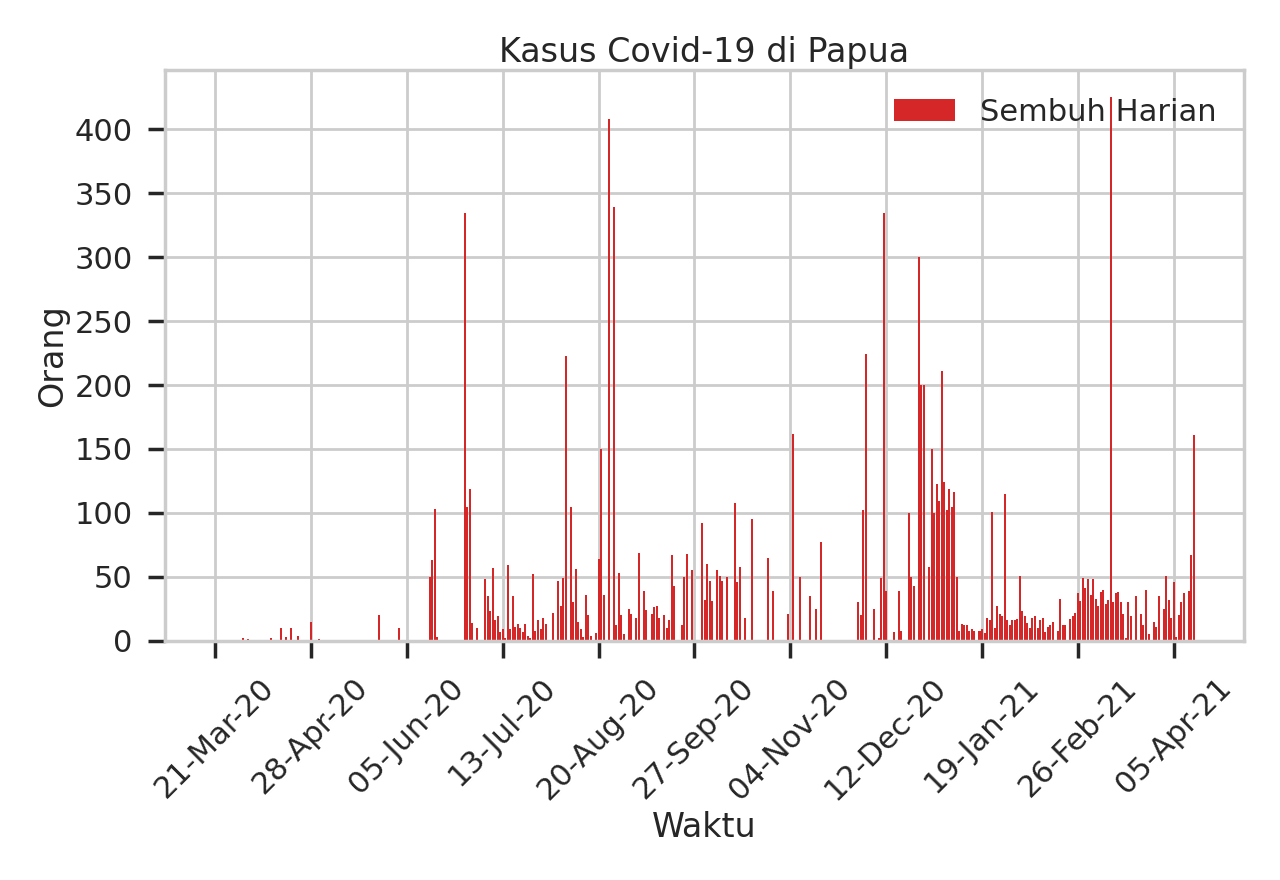 Kasus Covid-19 di Papua
Sembuh Harian
Orang
400
350
300
250
200
150
100
50
0
21-Mar-20
28-Apr-20
05-Jun-20
13-Jul-20
20-Aug-20
27-Sep-20
04-Nov-20
12-Dec-20
19-Jan-21
26-Feb-21
05-Apr-21
Waktu